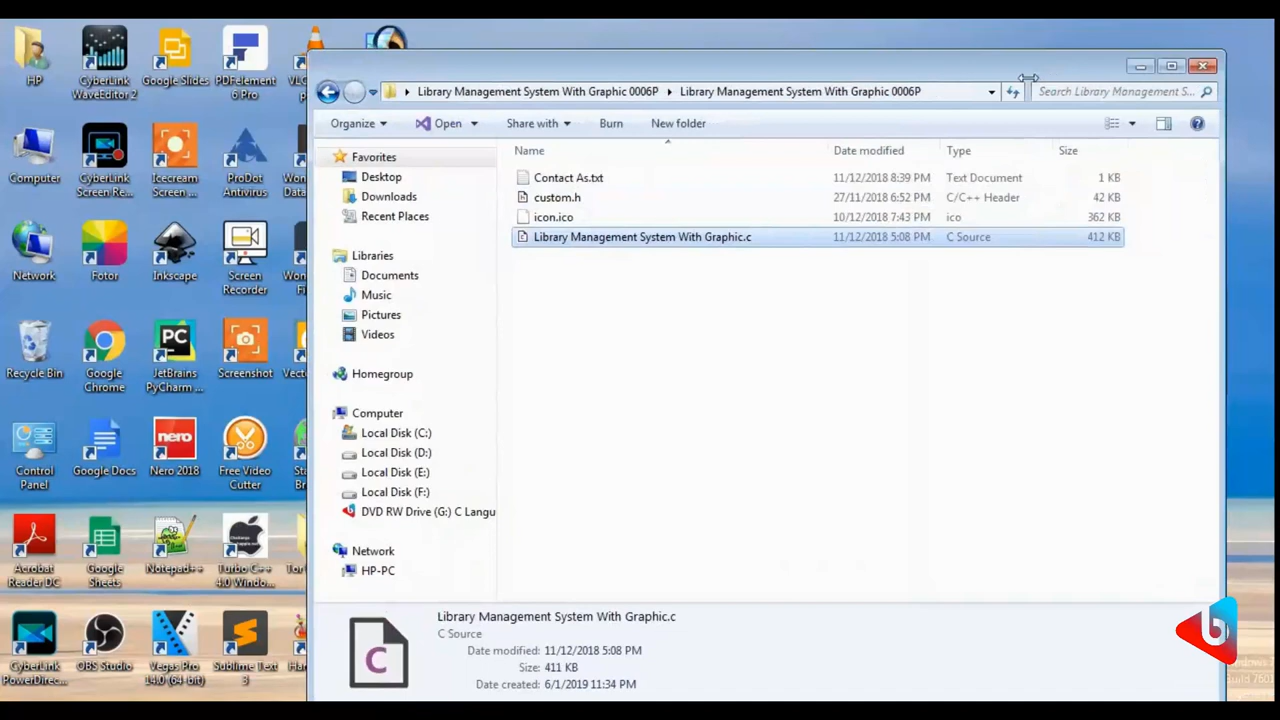 Library Management System With Graphic 0006P
Library Management System With Graphic 0006P
Search Library Management S...
Organize
Open
Share with
Burn
New folder
Name
Date modified
Type
Size
Favorites
Desktop
Downloads
Recent Places
Libraries
Documents
Music
Pictures
Videos
Homegroup
Computer
Local Disk (C:)
Local Disk (D:)
Local Disk (E:)
Local Disk (F:)
DVD RW Drive (G:) C Langu
Network
HP-PC
Contact As.txt 11/12/2018 8:39 PM Text Document 1 KB
custom.h 27/11/2018 6:52 PM C/C++ Header 42 KB
icon.ico 10/12/2018 7:43 PM ico 362 KB
Library Management System With Graphic.c 11/12/2018 5:08 PM C Source 412 KB
Library Management System With Graphic.c
C Source
Date modified: 11/12/2018 5:08 PM
Size: 411 KB
Date created: 6/1/2019 11:34 PM
HP
CyberLink
WaveEditor 2
Google Slides
PDFelement
6 Pro
Computer
CyberLink
Screen Re...
Icecream
Screen ...
ProDot
Antivirus
Network
Fotor
Inkscape
Screen
Recorder
Recycle Bin
Google
Chrome
JetBrains
PyCharm ...
Screenshot
Control
Panel
Google Docs
Nero 2018
Free Video
Cutter
Acrobat
Reader DC
Google
Sheets
Notepad++
Turbo C++
4.0 Windo...
CyberLink
PowerDirec...
OBS Studio
Vegas Pro
14.0 (64-bit)
Sublime Text
3
PC
nero
Build 7601